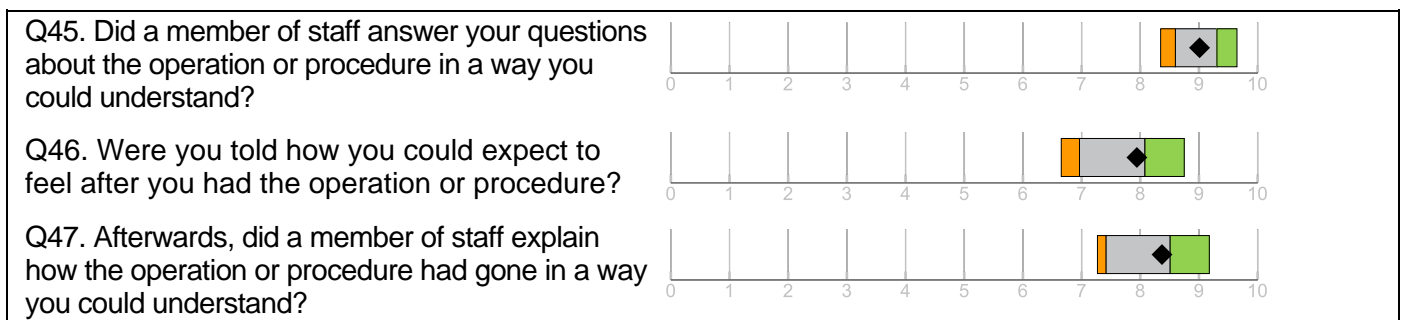 Q45. Did a member of staff answer your questions
about the operation or procedure in a way you
could understand?
0 1 2 3 4 5 6 7 8 9 10
Q46. Were you told how you could expect to
feel after you had the operation or procedure?
0 1 2 3 4 5 6 7 8 9 10
Q47. Afterwards, did a member of staff explain
how the operation or procedure had gone in a way
you could understand?
0 1 2 3 4 5 6 7 8 9 10